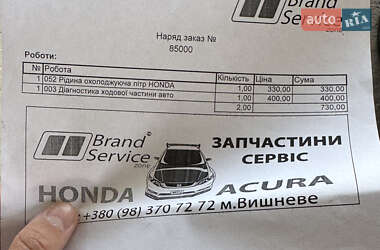 Brand
Service
zone
auto
RIA
Наряд заказ №
85000
Роботи:
№ Робота Кількість Ціна Сума
1 052 Рідина охолоджуюча літр HONDA 1,00 330,00 330,00
1 003 Діагностика ходової частини авто 1,00 400,00 400,00
2,00 730,00
Brand
Service
zone
ЗАПЧАСТИНИ
СЕРВІС
HONDA ACURA
+380 (98) 370 72 72 м.Вишневе